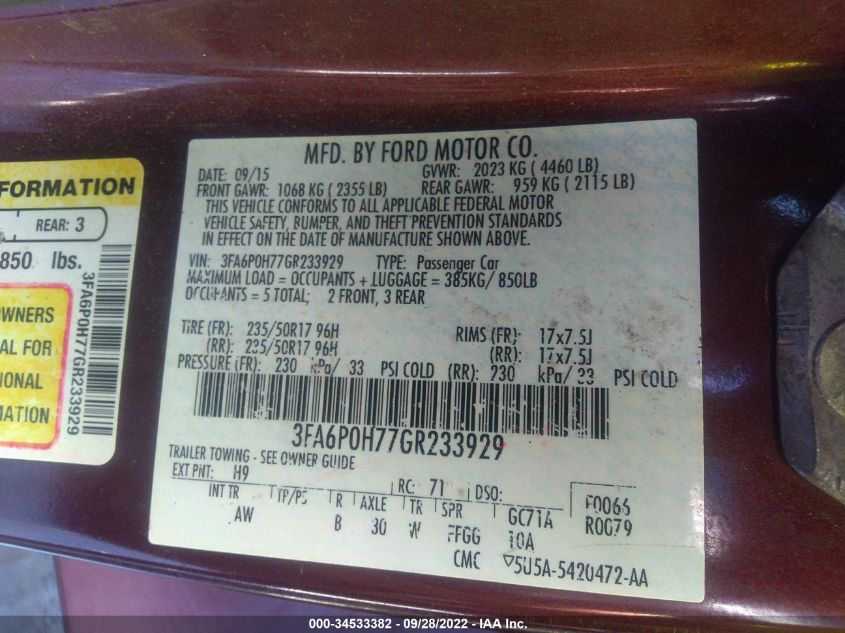 MFD. BY FORD MOTOR CO.
DATE: 09/15 GVWR: 2023 KG ( 4460 LB)
FRONT GAWR: 1068 KG ( 2355 LB) REAR GAWR: 959 KG ( 2115 LB)
THIS VEHICLE CONFORMS TO ALL APPLICABLE FEDERAL MOTOR
VEHICLE SAFETY, BUMPER, AND THEFT PREVENTION STANDARDS
IN EFFECT ON THE DATE OF MANUFACTURE SHOWN ABOVE.
VIN: 3FA6P0H77GR233929 TYPE: Passenger Car
MAXIMUM LOAD = OCCUPANTS + LUGGAGE = 385KG/ 850LB
OCCUPANTS = 5 TOTAL; 2 FRONT, 3 REAR
TIRE (FR): 235/50R17 96H RIMS (FR): 17x7.5J
(RR): 235/50R17 96H (RR): 17x7.5J
PRESSURE (FR): 230 kPa/ 33 PSI COLD (RR): 230 kPa/ 33 PSI COLD
3FA6P0H77GR233929
TRAILER TOWING - SEE OWNER GUIDE
EXT PNT: H9 RC: 71 DSO: F0066
R0079
INT TR TP/PS R AXLE TR SPR GC71A
AW B 30 W FFGG 10A
CMC ▽5U5A-5420472-AA
FORMATION
REAR: 3
850 lbs.
3FA6P0H77GR233929
OWNERS
AL FOR
IONAL
MATION
000-34533382 - 09/28/2022 - IAA Inc.